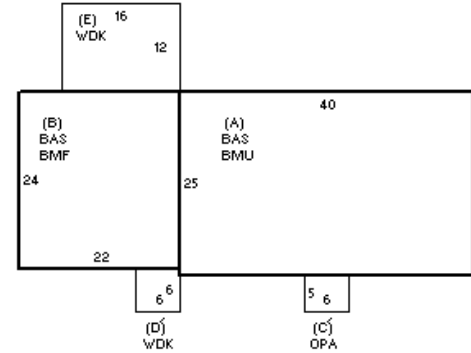 (E) 16
WDK
12
40
(B)
BAS
BMF
(A)
BAS
BMU
24
25
22
6
6
5 6
(D)
WDK
(C)
OPA